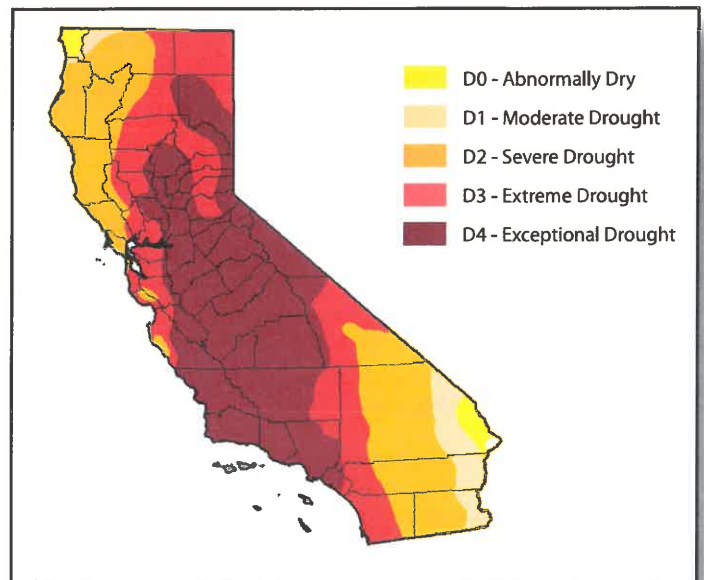 D0 - Abnormally Dry
D1 - Moderate Drought
D2 - Severe Drought
D3 - Extreme Drought
D4 - Exceptional Drought